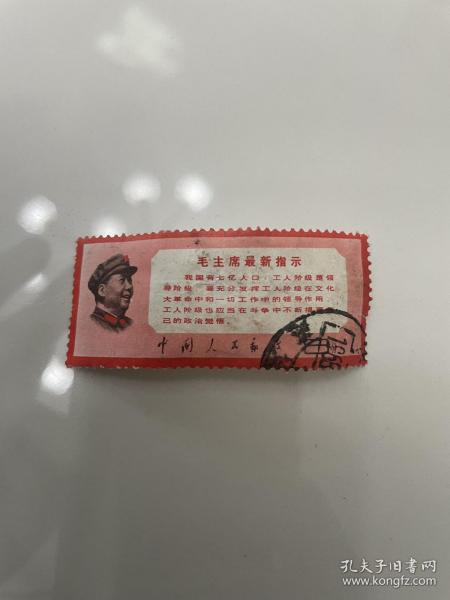 毛主席最新指示
我国有七亿人口,工人阶级是领
导阶级。要充分发挥工人阶级在文化
大革命中和一切工作中的领导作用。
工人阶级也应当在斗争中不断提高自
己的政治觉悟。
中国人民邮
孔夫子旧书网
www.kongfz.com